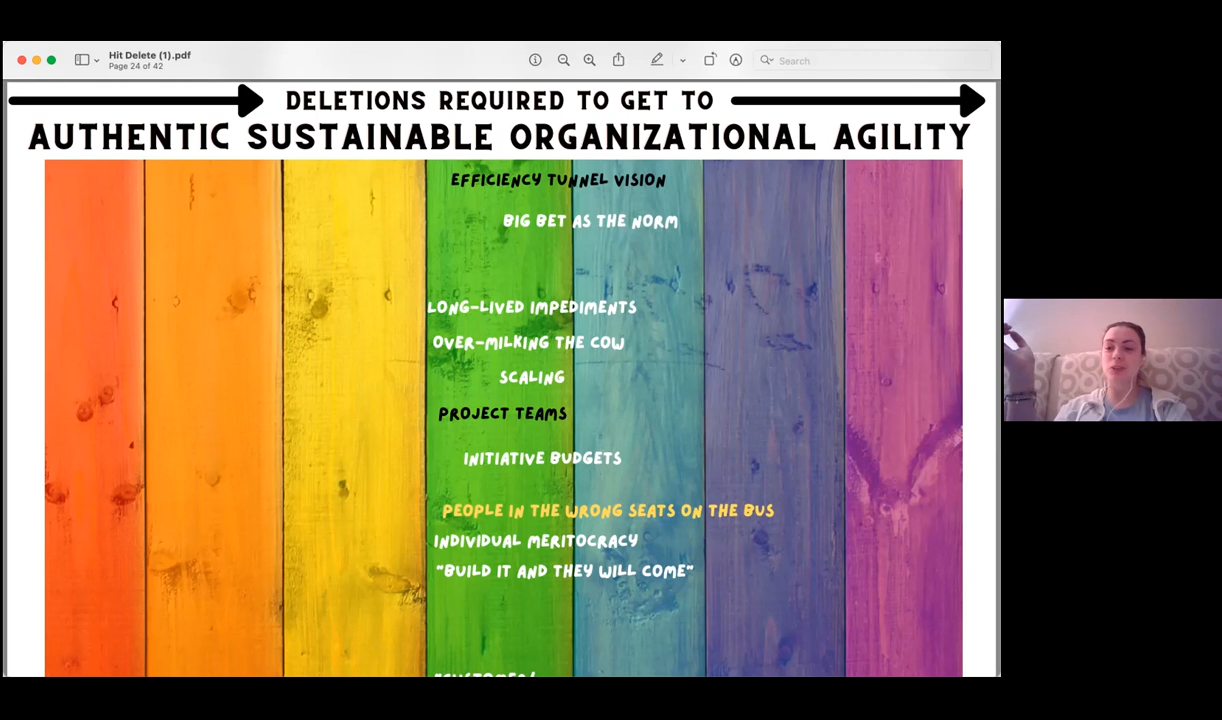 Hit Delete (1).pdf
Page 24 of 42
Search
DELETIONS REQUIRED TO GET TO
AUTHENTIC SUSTAINABLE ORGANIZATIONAL AGILITY
EFFICIENCY TUNNEL VISION
BIG BET AS THE NORM
LONG-LIVED IMPEDIMENTS
OVER-MILKING THE COW
SCALING
PROJECT TEAMS
INITIATIVE BUDGETS
PEOPLE IN THE WRONG SEATS ON THE BUS
INDIVIDUAL MERITOCRACY
"BUILD IT AND THEY WILL COME"